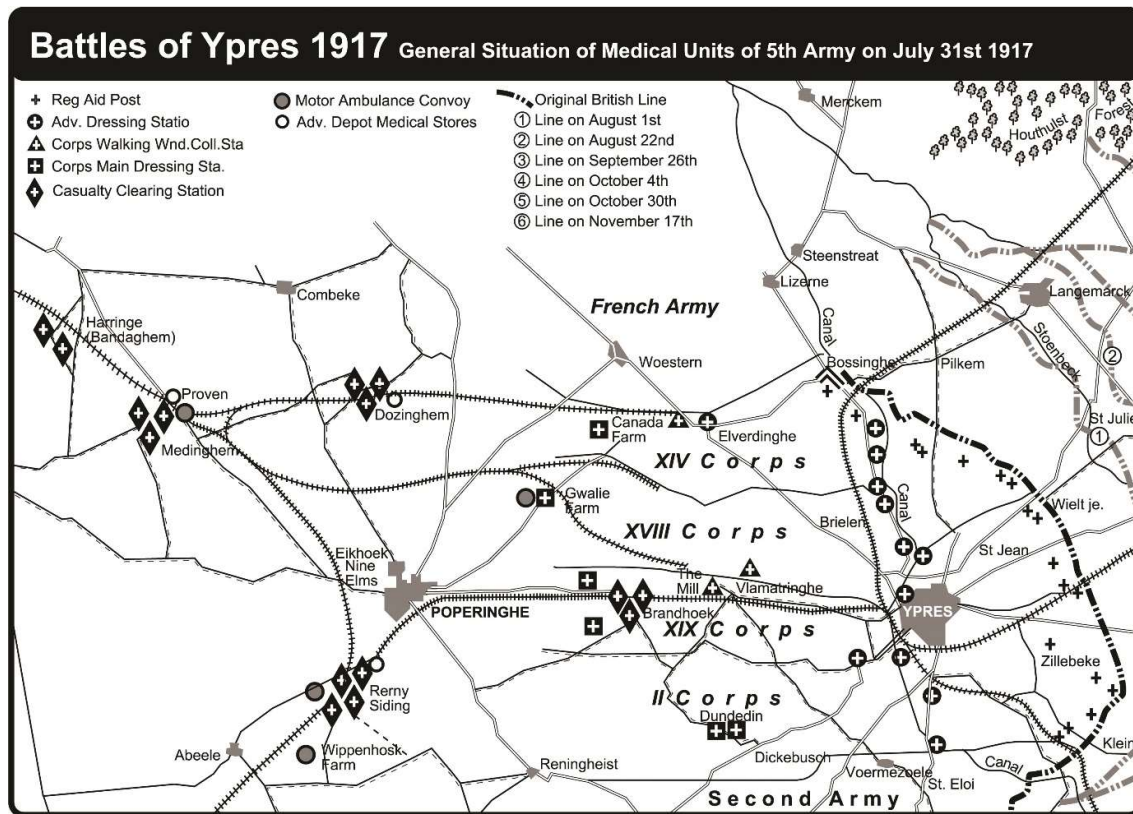 Battles of Ypres 1917 General Situation of Medical Units of 5th Army on July 31st 1917
Reg Aid Post
Adv. Dressing Statio
Corps Walking Wnd.Coll.Sta
Corps Main Dressing Sta.
Casualty Clearing Station
Motor Ambulance Convoy
Adv. Depot Medical Stores
Original British Line
① Line on August 1st
② Line on August 22nd
③ Line on September 26th
④ Line on October 4th
⑤ Line on October 30th
⑥ Line on November 17th
Merckem
Houthulst Forest
Steenstreat
Lizerne
Langemarck
Combeke
French Army
Canal
Harringe
(Bandaghem)
Woestern
Bossinghe
Pilkem
Stoenbeck
②
Proven
Dozinghem
Medinghem
Canada
Farm
Elverdinghe
St Julie
①
XIV Corps
Gwalie
Farm
Canal
Wielt je.
Brielen
XVIII Corps
St Jean
Eikhoek
Nine
Elms
The
Mill
Vlamatringhe
POPERINGHE
Brandhoek
YPRES
XIX Corps
Zillebeke
Rerny
Siding
II Corps
Dundedin
Abeele
Wippenhosk
Farm
Reningheist
Dickebusch
Voermezoele
St. Eloi
Canal
Klein
Second Army